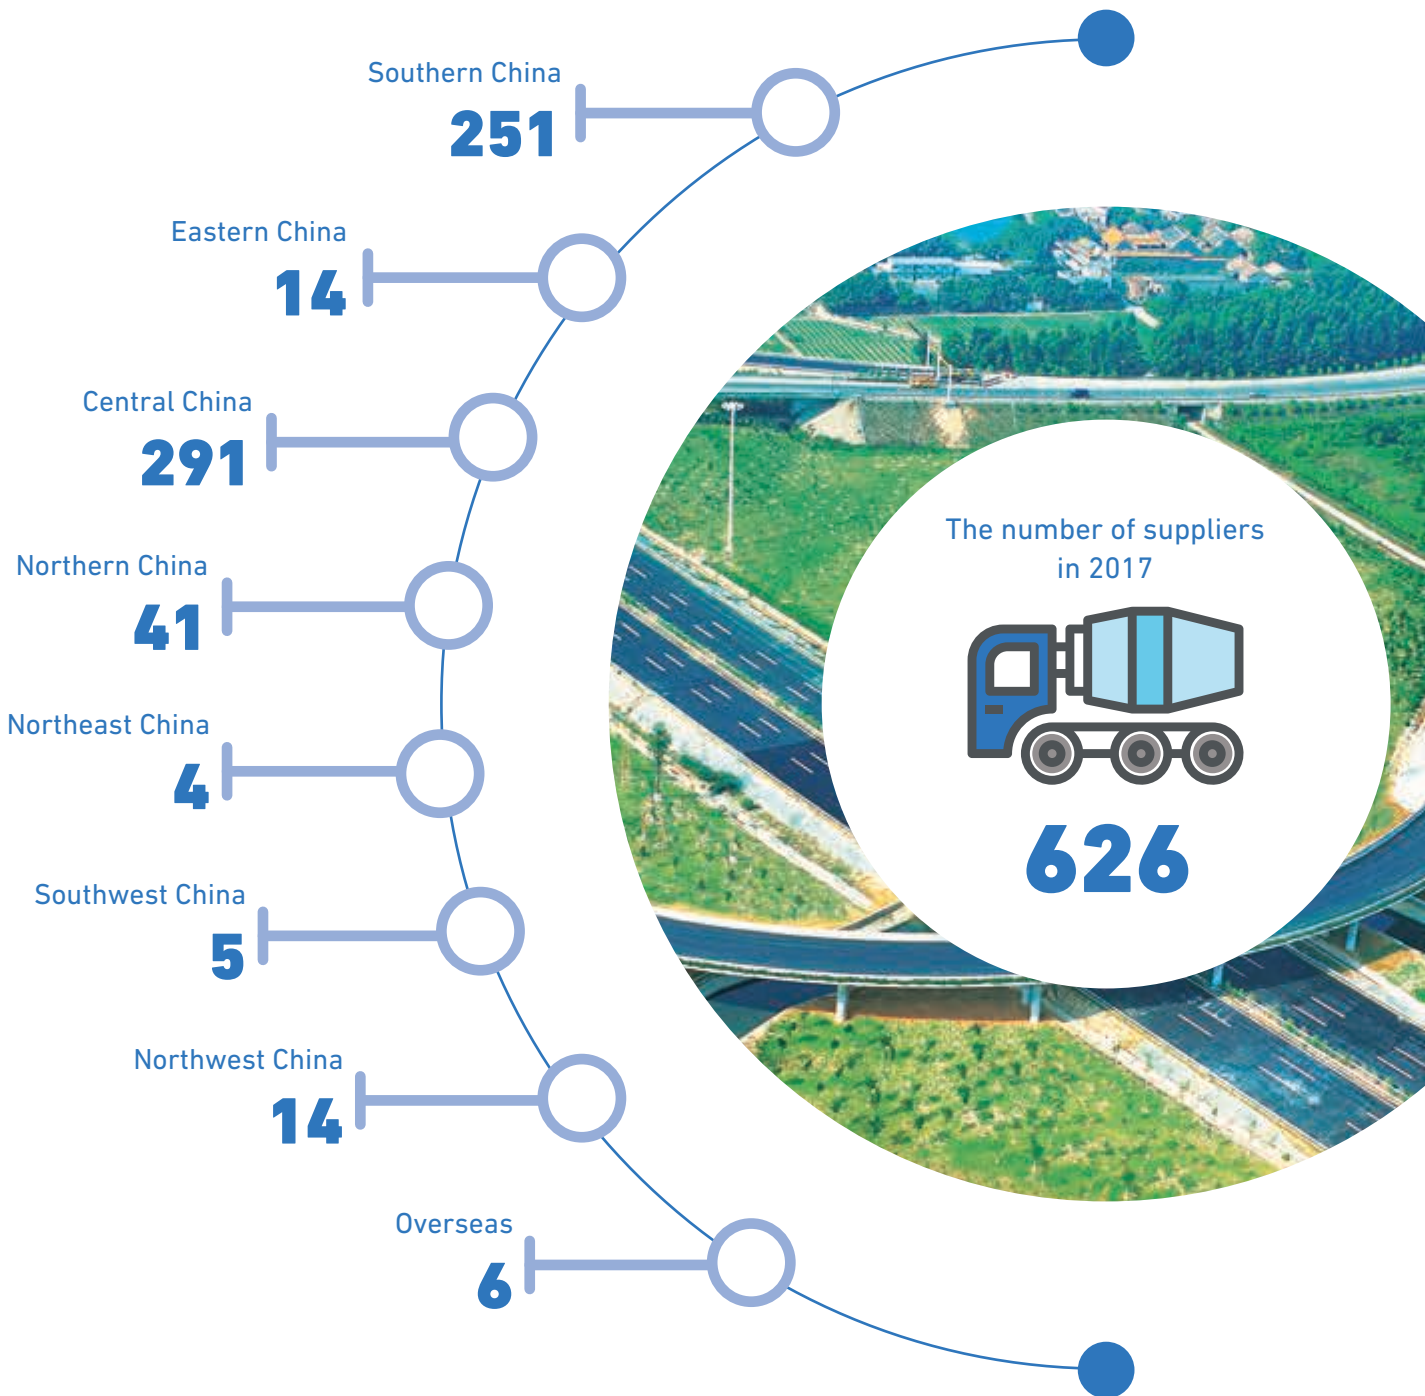 Southern China
251
Eastern China
14
Central China
291
Northern China
41
Northeast China
4
Southwest China
5
Northwest China
14
Overseas
6
The number of suppliers
in 2017
626